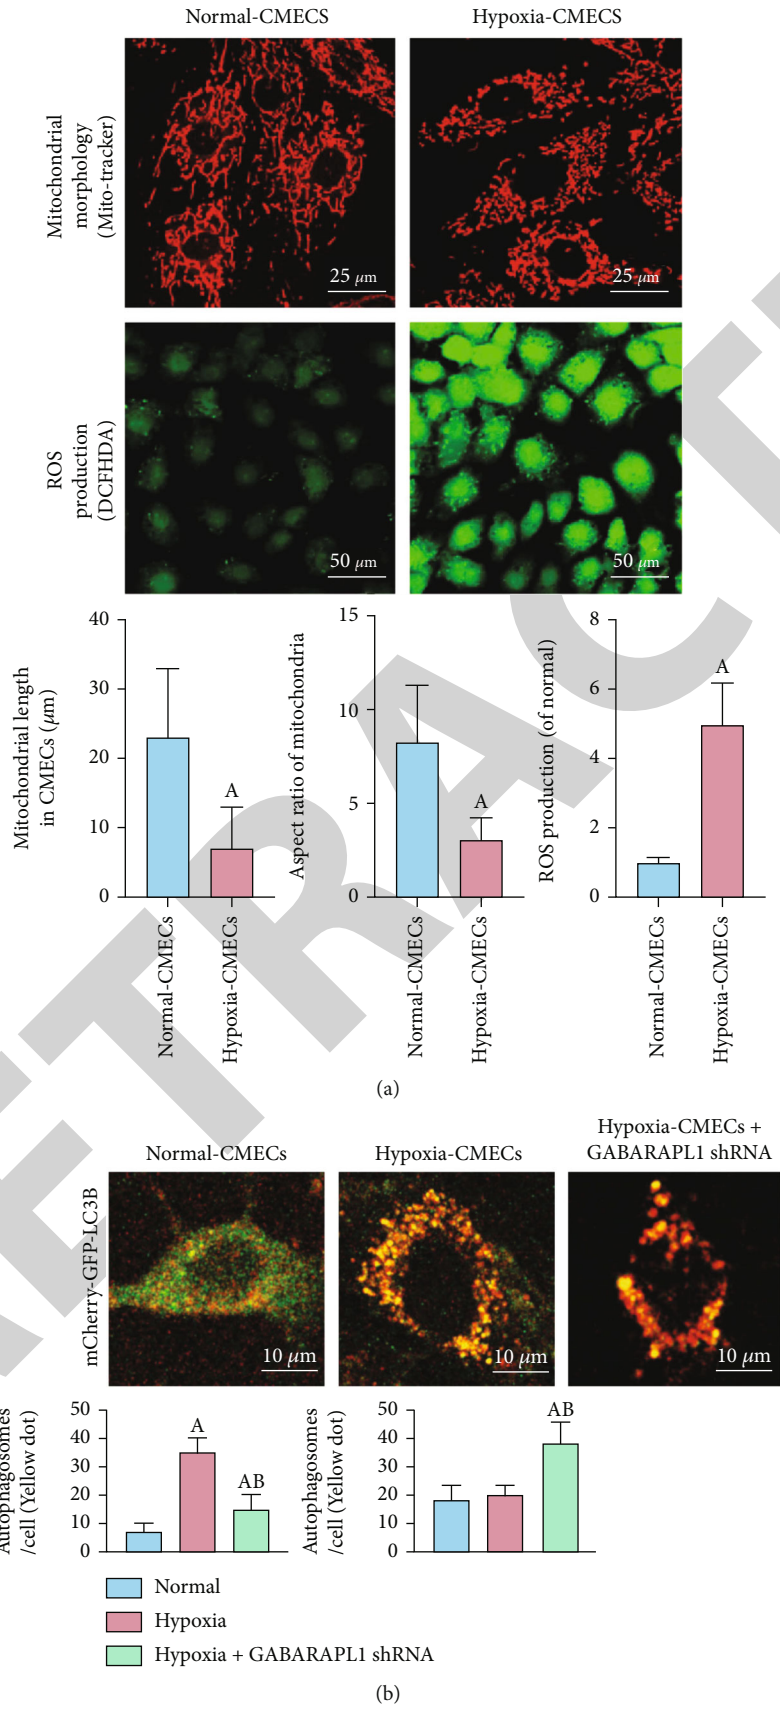 Normal-CMECS
Hypoxia-CMECS
Mitochondrial
morphology
(Mito-tracker)
25 μm
25 μm
ROS
production
(DCFHDA)
50 μm
50 μm
Mitochondrial length
in CMECs (μm)
40
30
20
10
0
A
Normal-CMECs
Hypoxia-CMECs
Aspect ratio of mitochondria
15
10
5
0
A
Normal-CMECs
Hypoxia-CMECs
ROS production (of normal)
8
6
4
2
0
A
Normal-CMECs
Hypoxia-CMECs
(a)
Normal-CMECs
Hypoxia-CMECs
Hypoxia-CMECs +
GABARAPL1 shRNA
mCherry-GFP-LC3B
10 μm
10 μm
10 μm
Autophagosomes
/cell (Yellow dot)
50
40
30
20
10
0
A
AB
Autophagosomes
/cell (Yellow dot)
50
40
30
20
10
0
AB
Normal
Hypoxia
Hypoxia + GABARAPL1 shRNA
(b)
ETRACT